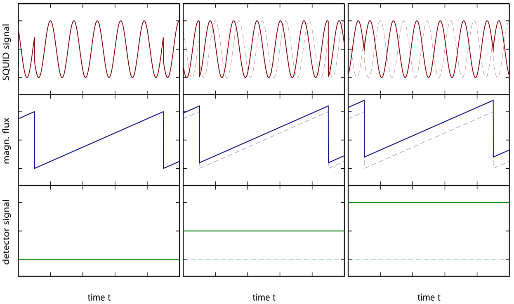 SQUID signal
magn. flux
detector signal
time t
time t
time t